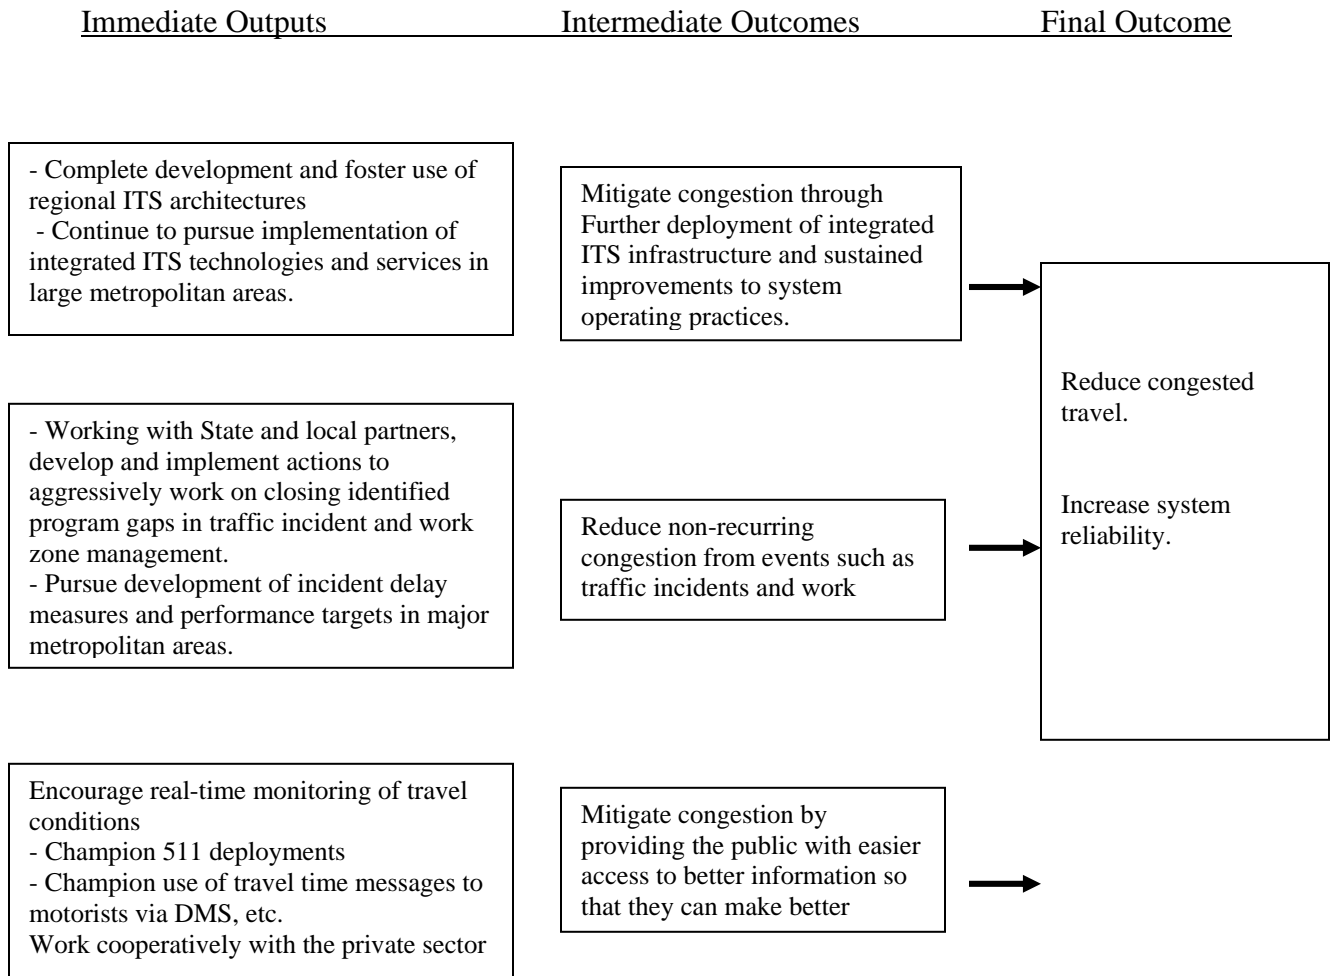 Immediate Outputs Intermediate Outcomes Final Outcome
- Complete development and foster use of
regional ITS architectures
- Continue to pursue implementation of
integrated ITS technologies and services in
large metropolitan areas.
Mitigate congestion through
Further deployment of integrated
ITS infrastructure and sustained
improvements to system
operating practices.
Reduce congested
travel.
Increase system
reliability.
- Working with State and local partners,
develop and implement actions to
aggressively work on closing identified
program gaps in traffic incident and work
zone management.
- Pursue development of incident delay
measures and performance targets in major
metropolitan areas.
Reduce non-recurring
congestion from events such as
traffic incidents and work
Encourage real-time monitoring of travel
conditions
- Champion 511 deployments
- Champion use of travel time messages to
motorists via DMS, etc.
Work cooperatively with the private sector
Mitigate congestion by
providing the public with easier
access to better information so
that they can make better